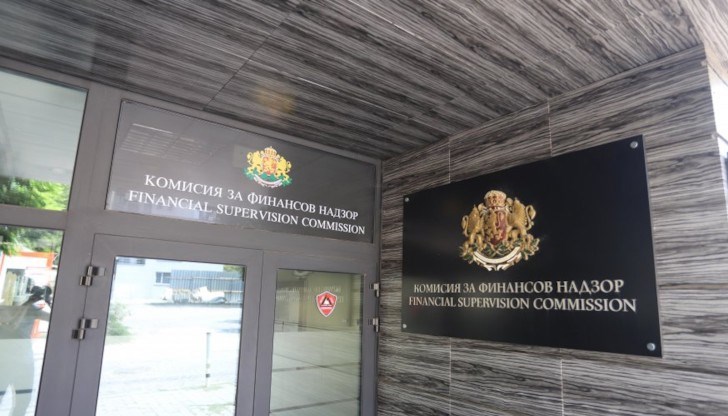 КОМИСИЯ ЗА ФИНАНСОВ НАДЗОР
FINANCIAL SUPERVISION COMMISSION
КОМИСИЯ ЗА ФИНАНСОВ НАДЗОР
FINANCIAL SUPERVISION COMMISSION